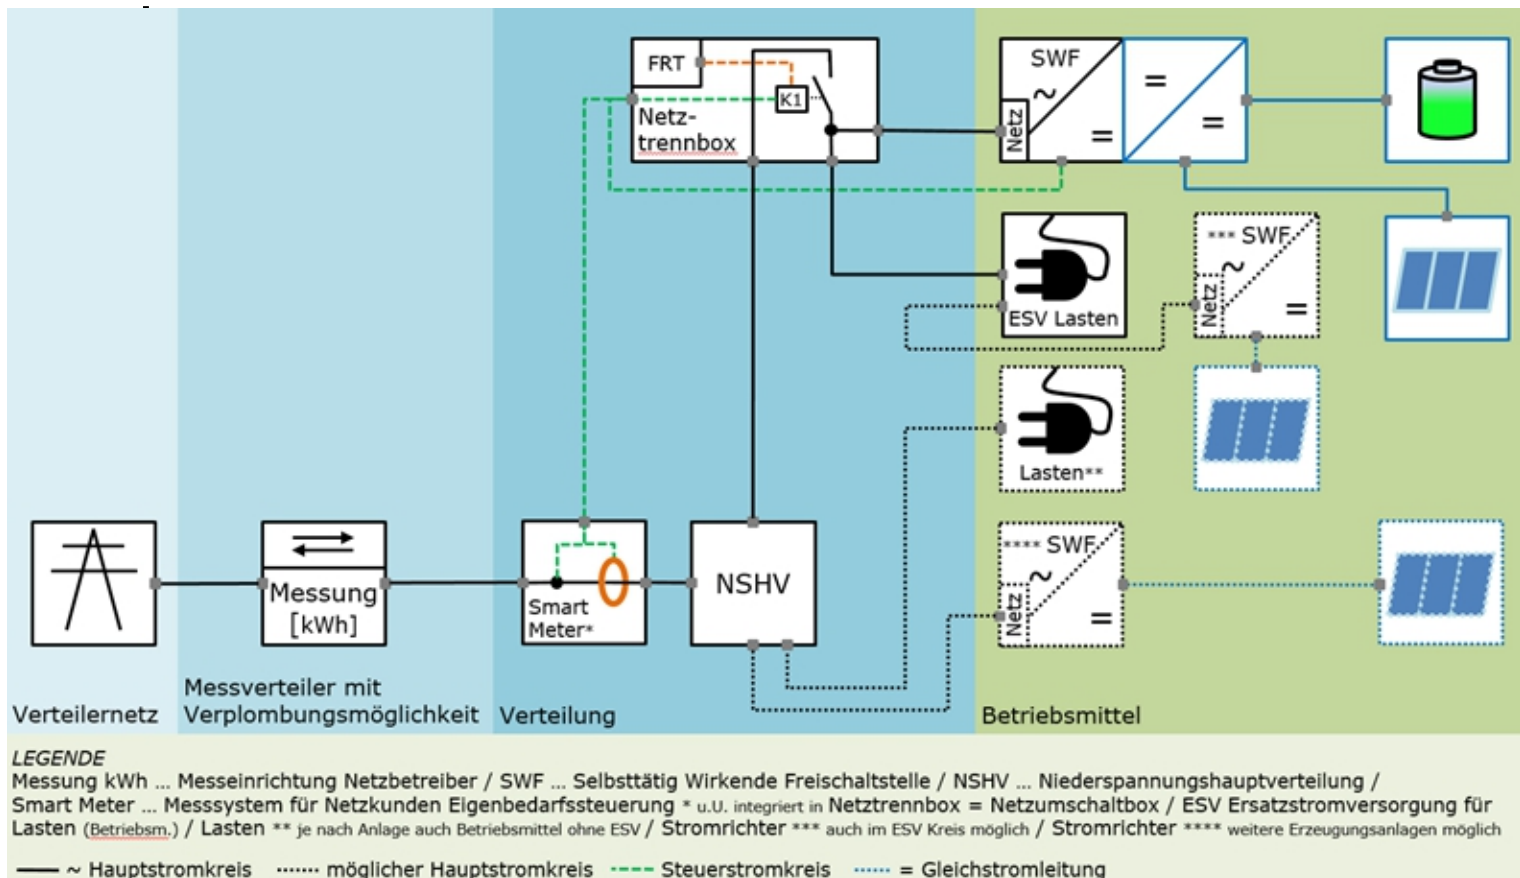 FRT
K1
Netz-
trennbox
SWF
~
=
Netz
=
=
*** SWF
~
=
Netz
ESV Lasten
Lasten**
**** SWF
~
=
Netz
Messung
[kWh]
Smart
Meter*
NSHV
Verteilernetz
Messverteiler mit
Verplombungsmöglichkeit
Verteilung
Betriebsmittel
LEGENDE
Messung kWh ... Messeinrichtung Netzbetreiber / SWF ... Selbsttätig Wirkende Freischaltstelle / NSHV ... Niederspannungshauptverteilung /
Smart Meter ... Messsystem für Netzkunden Eigenbedarfssteuerung * u.U. integriert in Netztrennbox = Netzumschaltbox / ESV Ersatzstromversorgung für
Lasten (Betriebsm.) / Lasten ** je nach Anlage auch Betriebsmittel ohne ESV / Stromrichter *** auch im ESV Kreis möglich / Stromrichter **** weitere Erzeugungsanlagen möglich
~ Hauptstromkreis möglicher Hauptstromkreis Steuerstromkreis = Gleichstromleitung